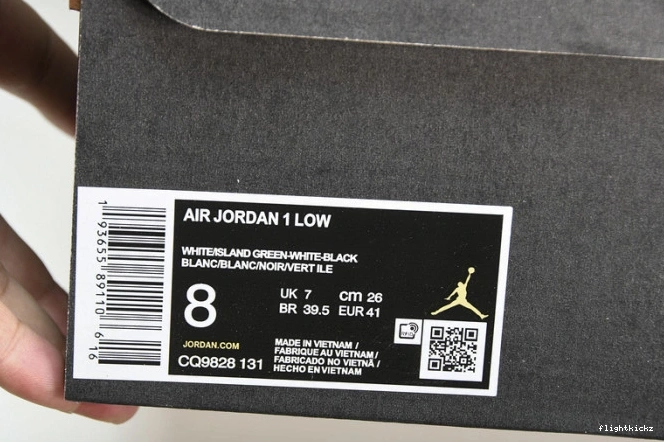 AIR JORDAN 1 LOW
WHITE/ISLAND GREEN-WHITE-BLACK
BLANC/BLANC/NOIR/VERT ILE
8
UK 7 cm 26
BR 39.5 EUR 41
JORDAN.COM
CQ9828 131
MADE IN VIETNAM /
FABRIQUE AU VIETNAM /
FABRICADO NO VIETNÃ /
HECHO EN VIETNAM
RFID
1 93655 89110 6 16
flightkickz